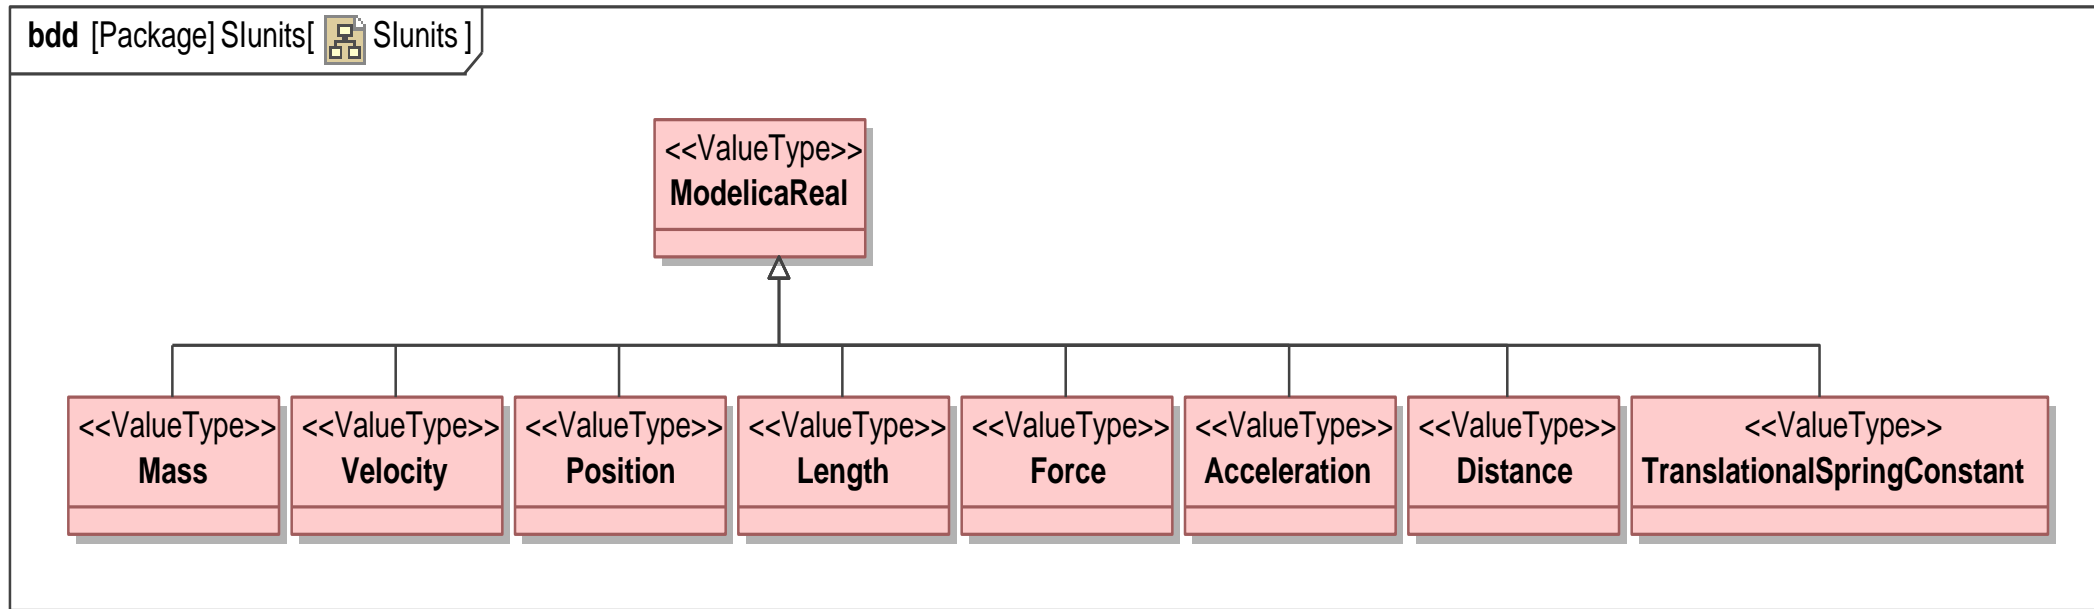 bdd [Package] SIunits[ SIunits ]
<<ValueType>>
ModelicaReal
<<ValueType>> <<ValueType>> <<ValueType>> <<ValueType>> <<ValueType>> <<ValueType>> <<ValueType>> <<ValueType>>
Mass Velocity Position Length Force Acceleration Distance TranslationalSpringConstant